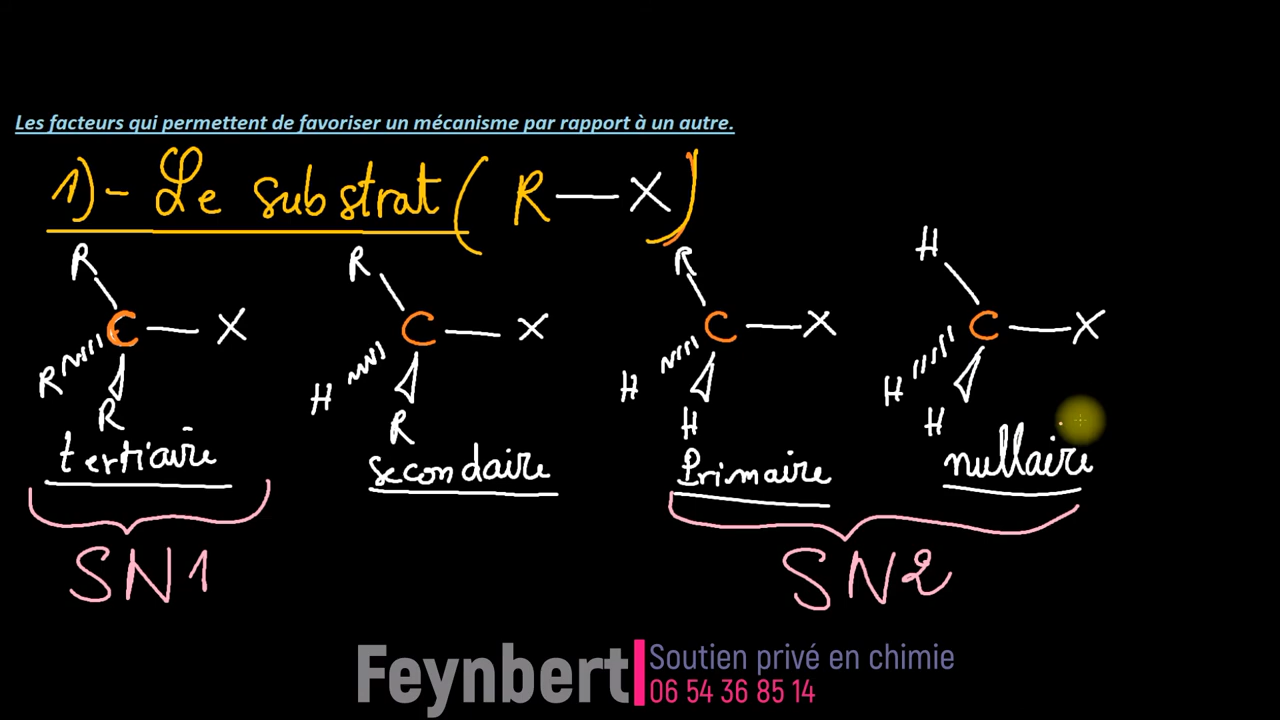 Les facteurs qui permettent de favoriser un mécanisme par rapport à un autre.
1)- Le substrat ( R — X )
R R R H
C — X C — X C — X C — X
R H H H
R R H H
tertiaire secondaire Primaire nullaire
SN1 SN2
Feynbert Soutien privé en chimie
06 54 36 85 14